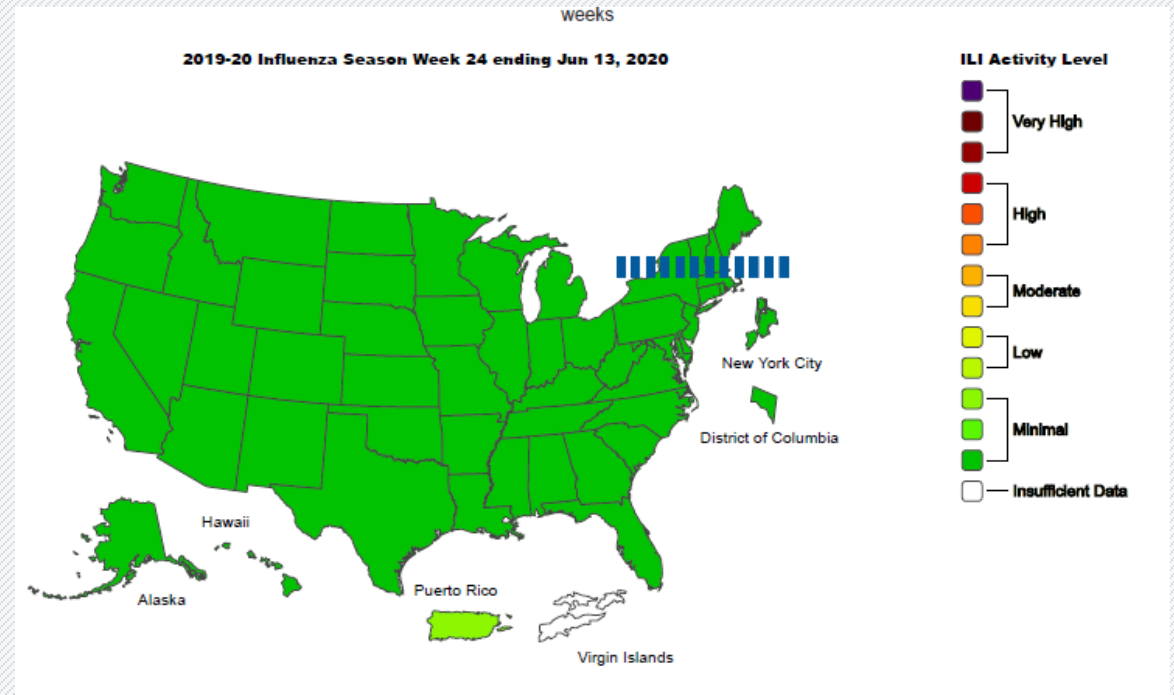 weeks
2019-20 Influenza Season Week 24 ending Jun 13, 2020
ILI Activity Level
Very High
High
Moderate
Low
Minimal
Insufficient Data
New York City
District of Columbia
Hawaii
Alaska
Puerto Rico
Virgin Islands